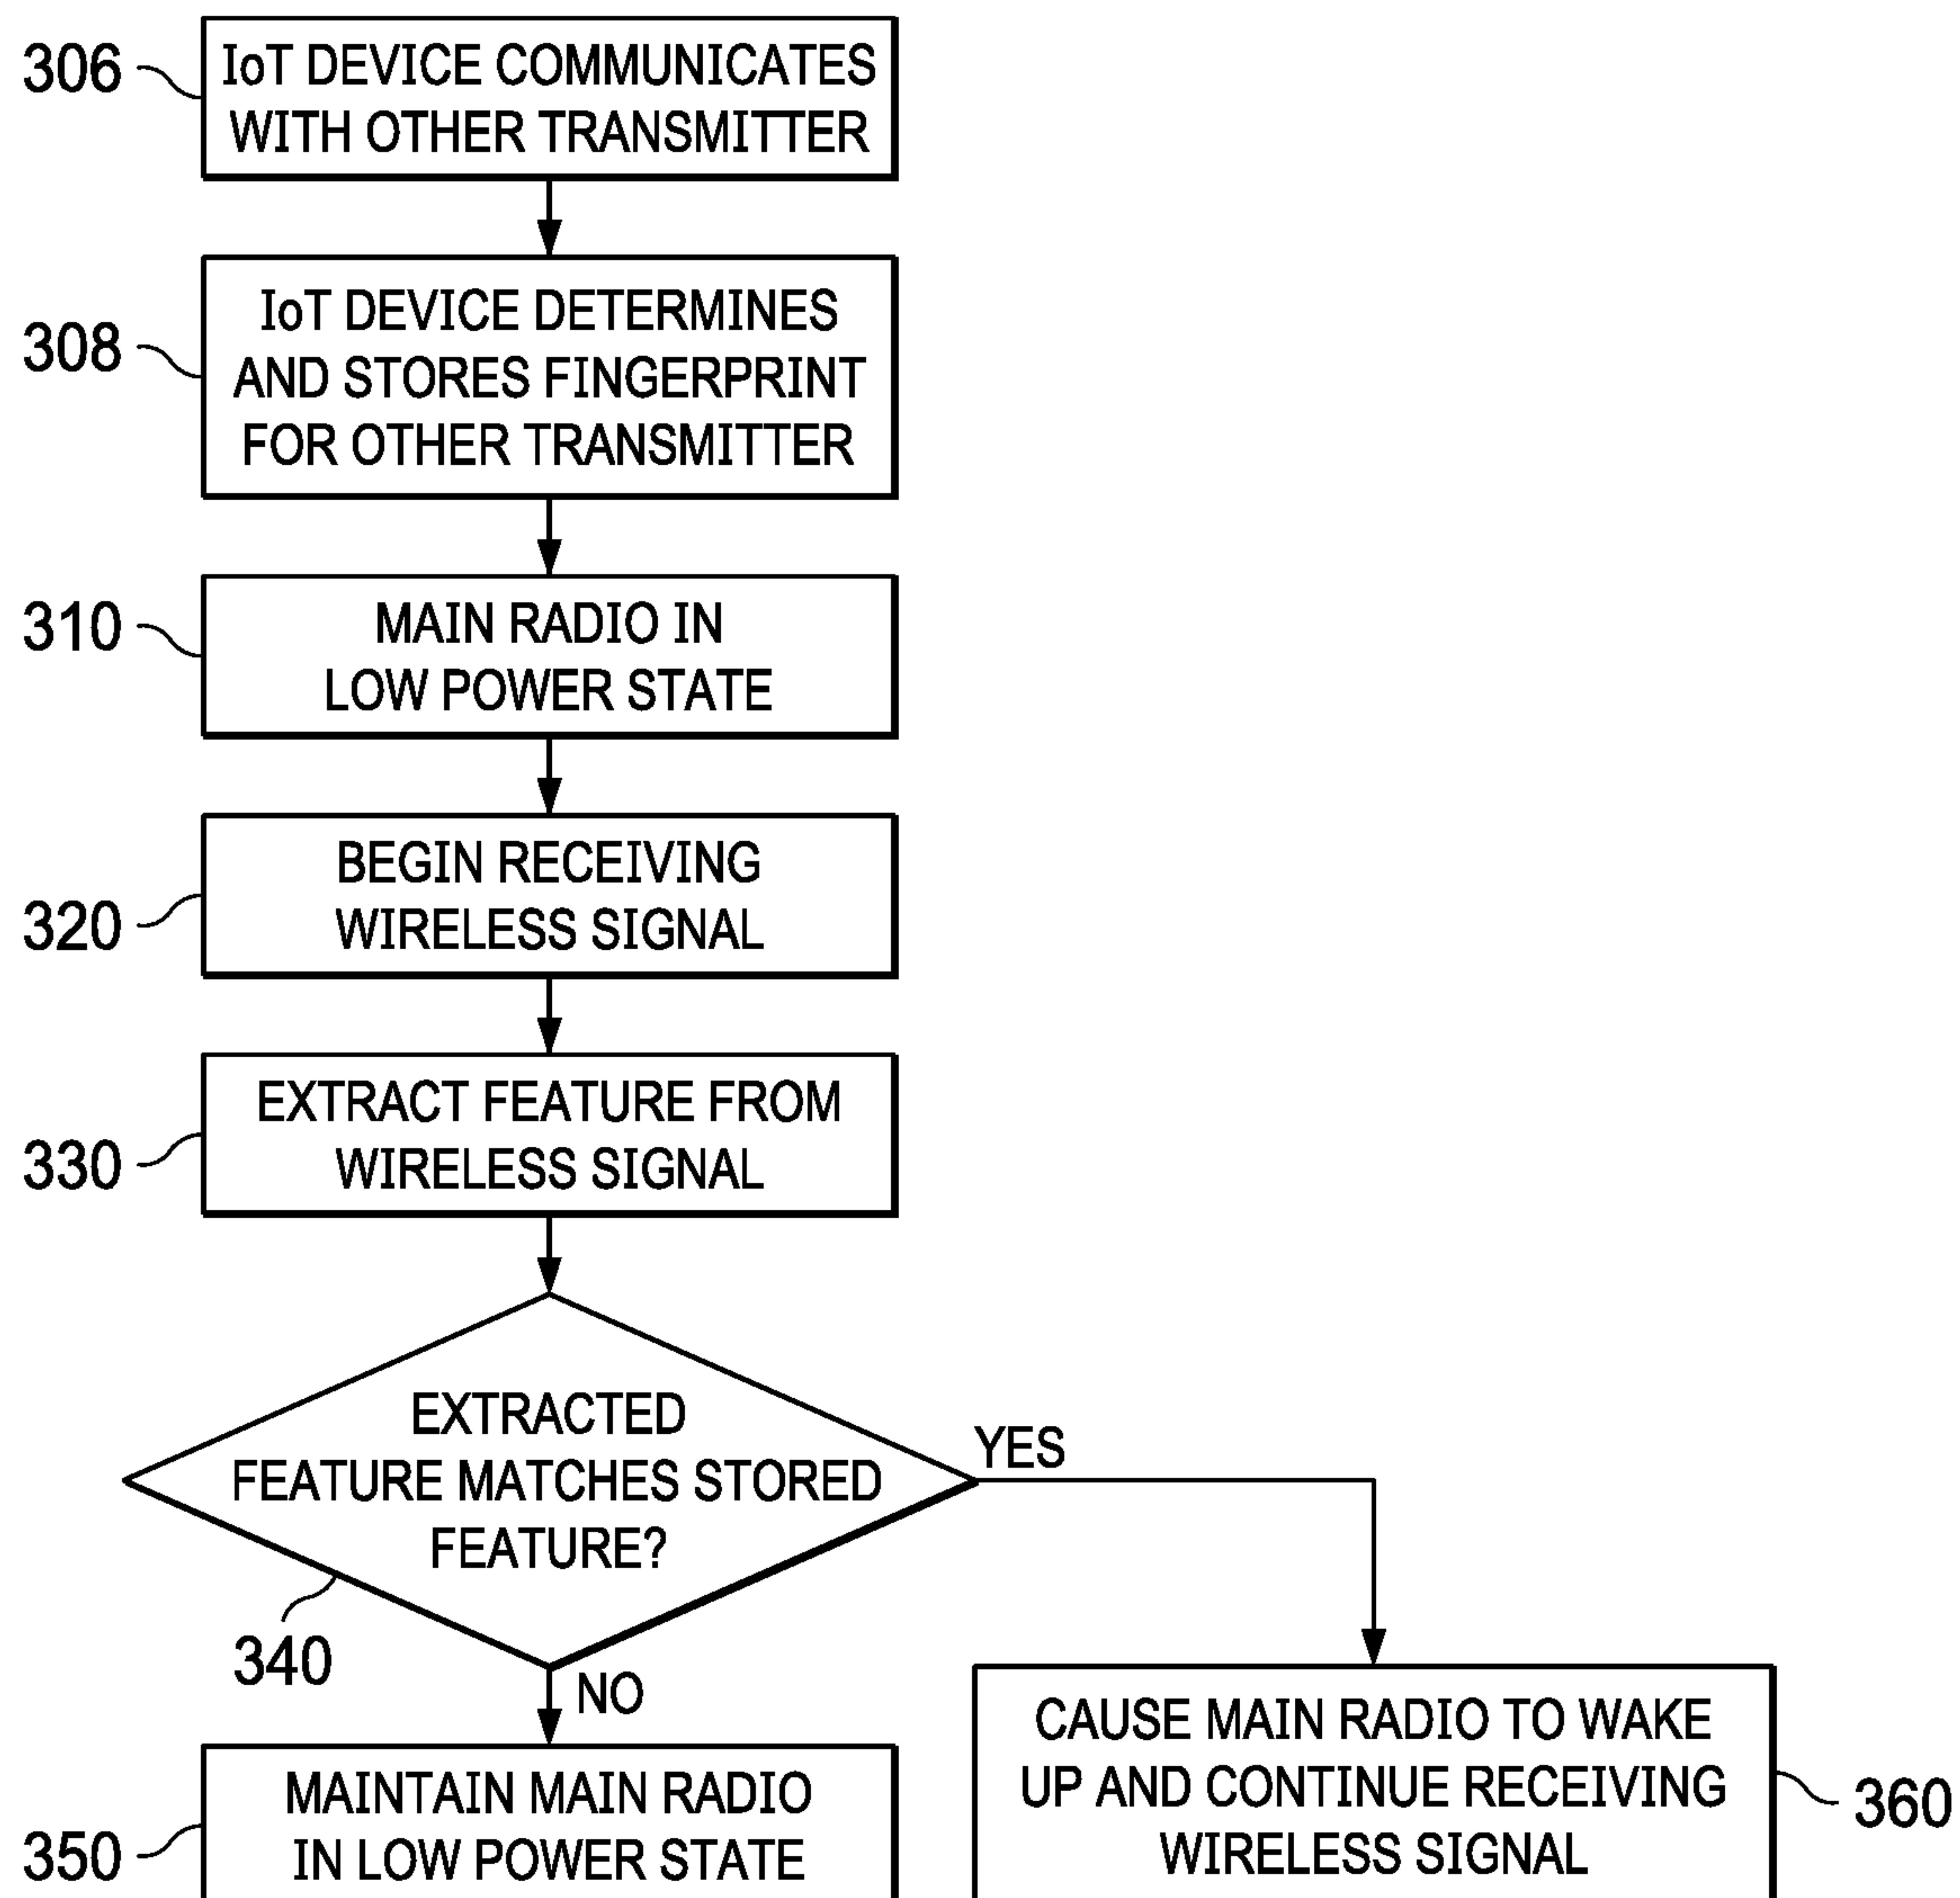 306
IoT DEVICE COMMUNICATES
WITH OTHER TRANSMITTER
308
IoT DEVICE DETERMINES
AND STORES FINGERPRINT
FOR OTHER TRANSMITTER
310
MAIN RADIO IN
LOW POWER STATE
320
BEGIN RECEIVING
WIRELESS SIGNAL
330
EXTRACT FEATURE FROM
WIRELESS SIGNAL
EXTRACTED
FEATURE MATCHES STORED
FEATURE?
340
YES
NO
350
MAINTAIN MAIN RADIO
IN LOW POWER STATE
CAUSE MAIN RADIO TO WAKE
UP AND CONTINUE RECEIVING
WIRELESS SIGNAL
360